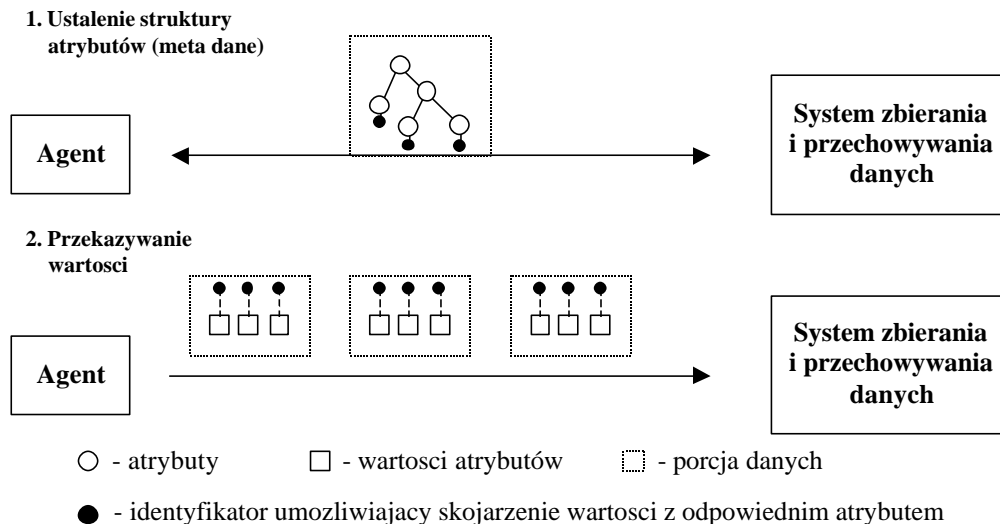 1. Ustalenie struktury
atrybutów (meta dane)
Agent
System zbierania
i przechowywania
danych
2. Przekazywanie
wartosci
Agent
System zbierania
i przechowywania
danych
- atrybuty
- wartosci atrybutów
- porcja danych
- identyfikator umozliwiajacy skojarzenie wartosci z odpowiednim atrybutem